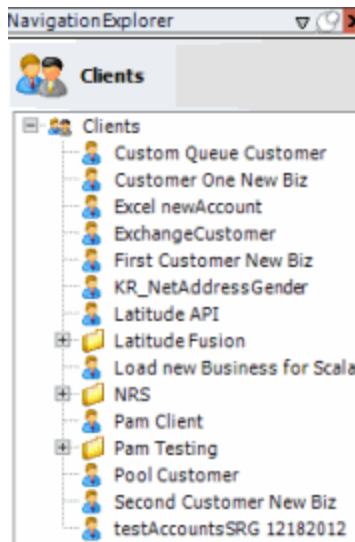 NavigationExplorer
Clients
Clients
Custom Queue Customer
Customer One New Biz
Excel newAccount
ExchangeCustomer
First Customer New Biz
KR_NetAddressGender
Latitude API
Latitude Fusion
Load new Business for Scala
NRS
Pam Client
Pam Testing
Pool Customer
Second Customer New Biz
testAccountsSRG 12182012